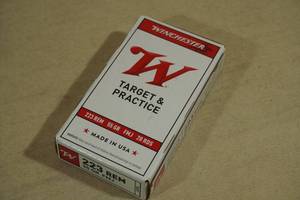 WINCHESTER
W
TARGET &
PRACTICE
223 REM 55 GR FMJ 20 RDS
★ MADE IN USA ★
W 223 REM